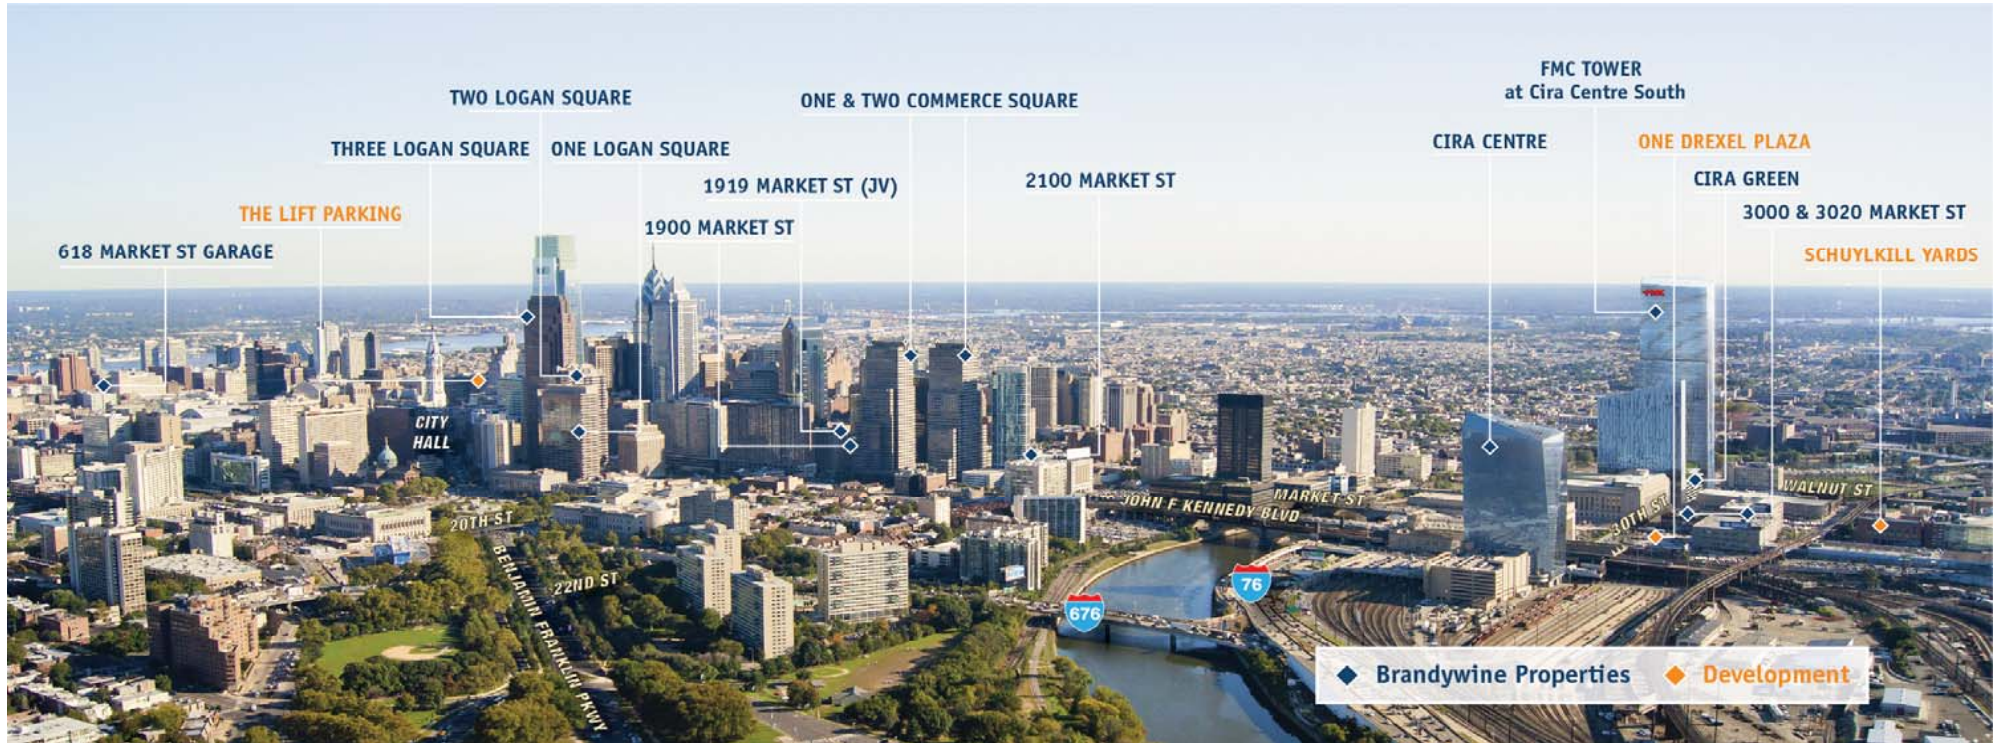 FMC TOWER
at Cira Centre South
TWO LOGAN SQUARE
ONE & TWO COMMERCE SQUARE
THREE LOGAN SQUARE
ONE LOGAN SQUARE
CIRA CENTRE
ONE DREXEL PLAZA
1919 MARKET ST (JV)
2100 MARKET ST
CIRA GREEN
THE LIFT PARKING
1900 MARKET ST
3000 & 3020 MARKET ST
618 MARKET ST GARAGE
SCHUYLKILL YARDS
FMC
CITY
HALL
WALNUT ST
MARKET ST
JOHN F KENNEDY BLVD
30TH ST
20TH ST
BENJAMIN FRANKLIN PKWY
22ND ST
76
676
Brandywine Properties
Development